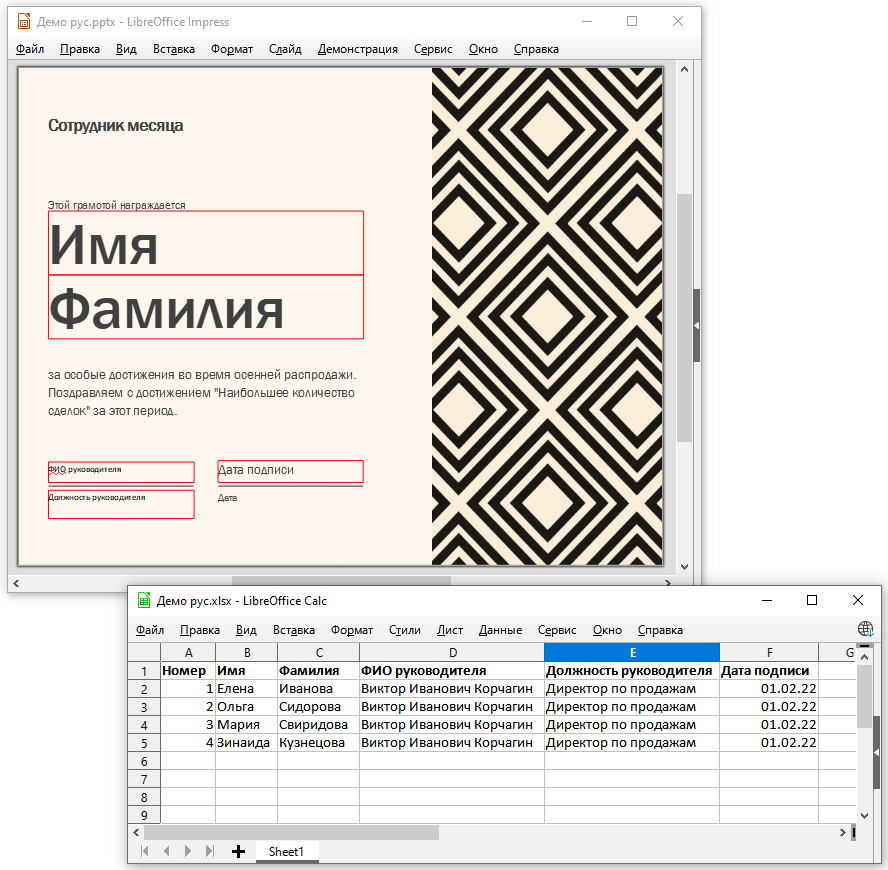 Демо рус.pptx - LibreOffice Impress
Файл Правка Вид Вставка Формат Слайд Демонстрация Сервис Окно Справка
Сотрудник месяца
Этой грамотой награждается
Имя
Фамилия
за особые достижения во время осенней распродажи.
Поздравляем с достижением "Наибольшее количество
сделок" за этот период.
ФИО руководителя Дата подписи
Должность руководителя Дата
Демо рус.xlsx - LibreOffice Calc
Файл Правка Вид Вставка Формат Стили Лист Данные Сервис Окно Справка
A B C D E F G
1 Номер Имя Фамилия ФИО руководителя Должность руководителя Дата подписи
2 1 Елена Иванова Виктор Иванович Корчагин Директор по продажам 01.02.22
3 2 Ольга Сидорова Виктор Иванович Корчагин Директор по продажам 01.02.22
4 3 Мария Свиридова Виктор Иванович Корчагин Директор по продажам 01.02.22
5 4 Зинаида Кузнецова Виктор Иванович Корчагин Директор по продажам 01.02.22
6
7
8
9
Sheet1